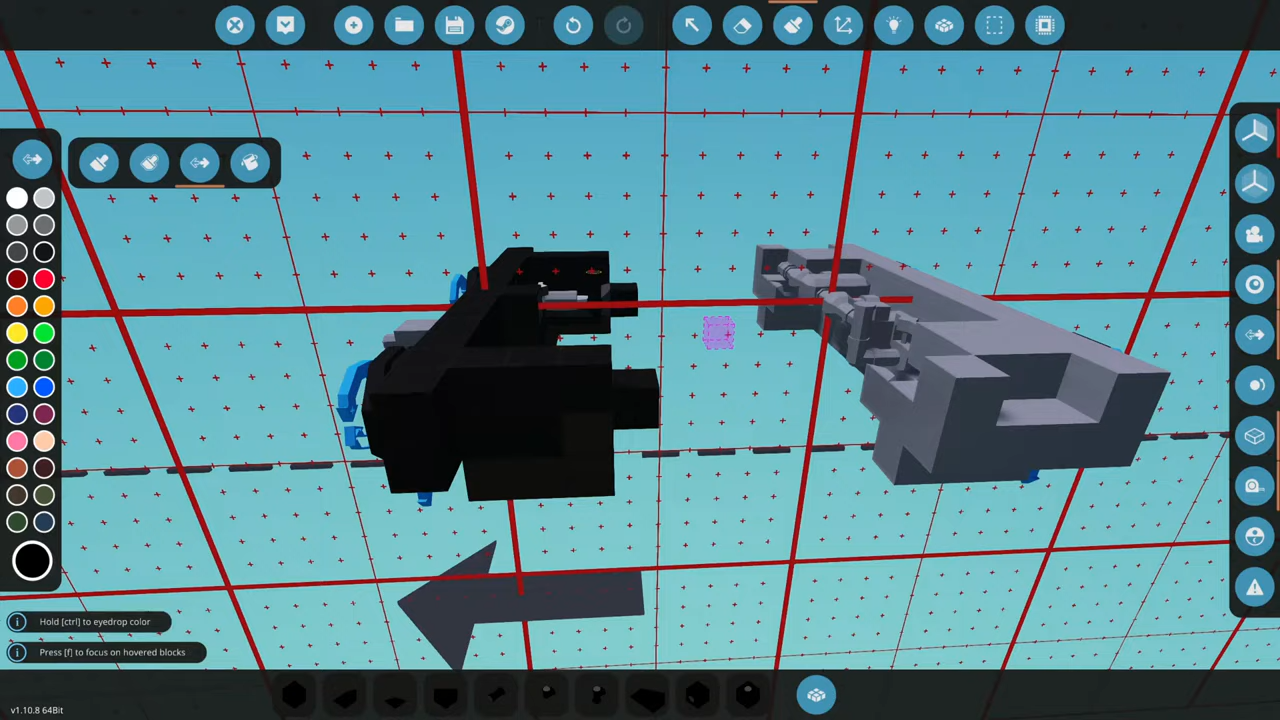 Hold [ctrl] to eyedrop color
Press [f] to focus on hovered blocks
v1.10.8 64Bit